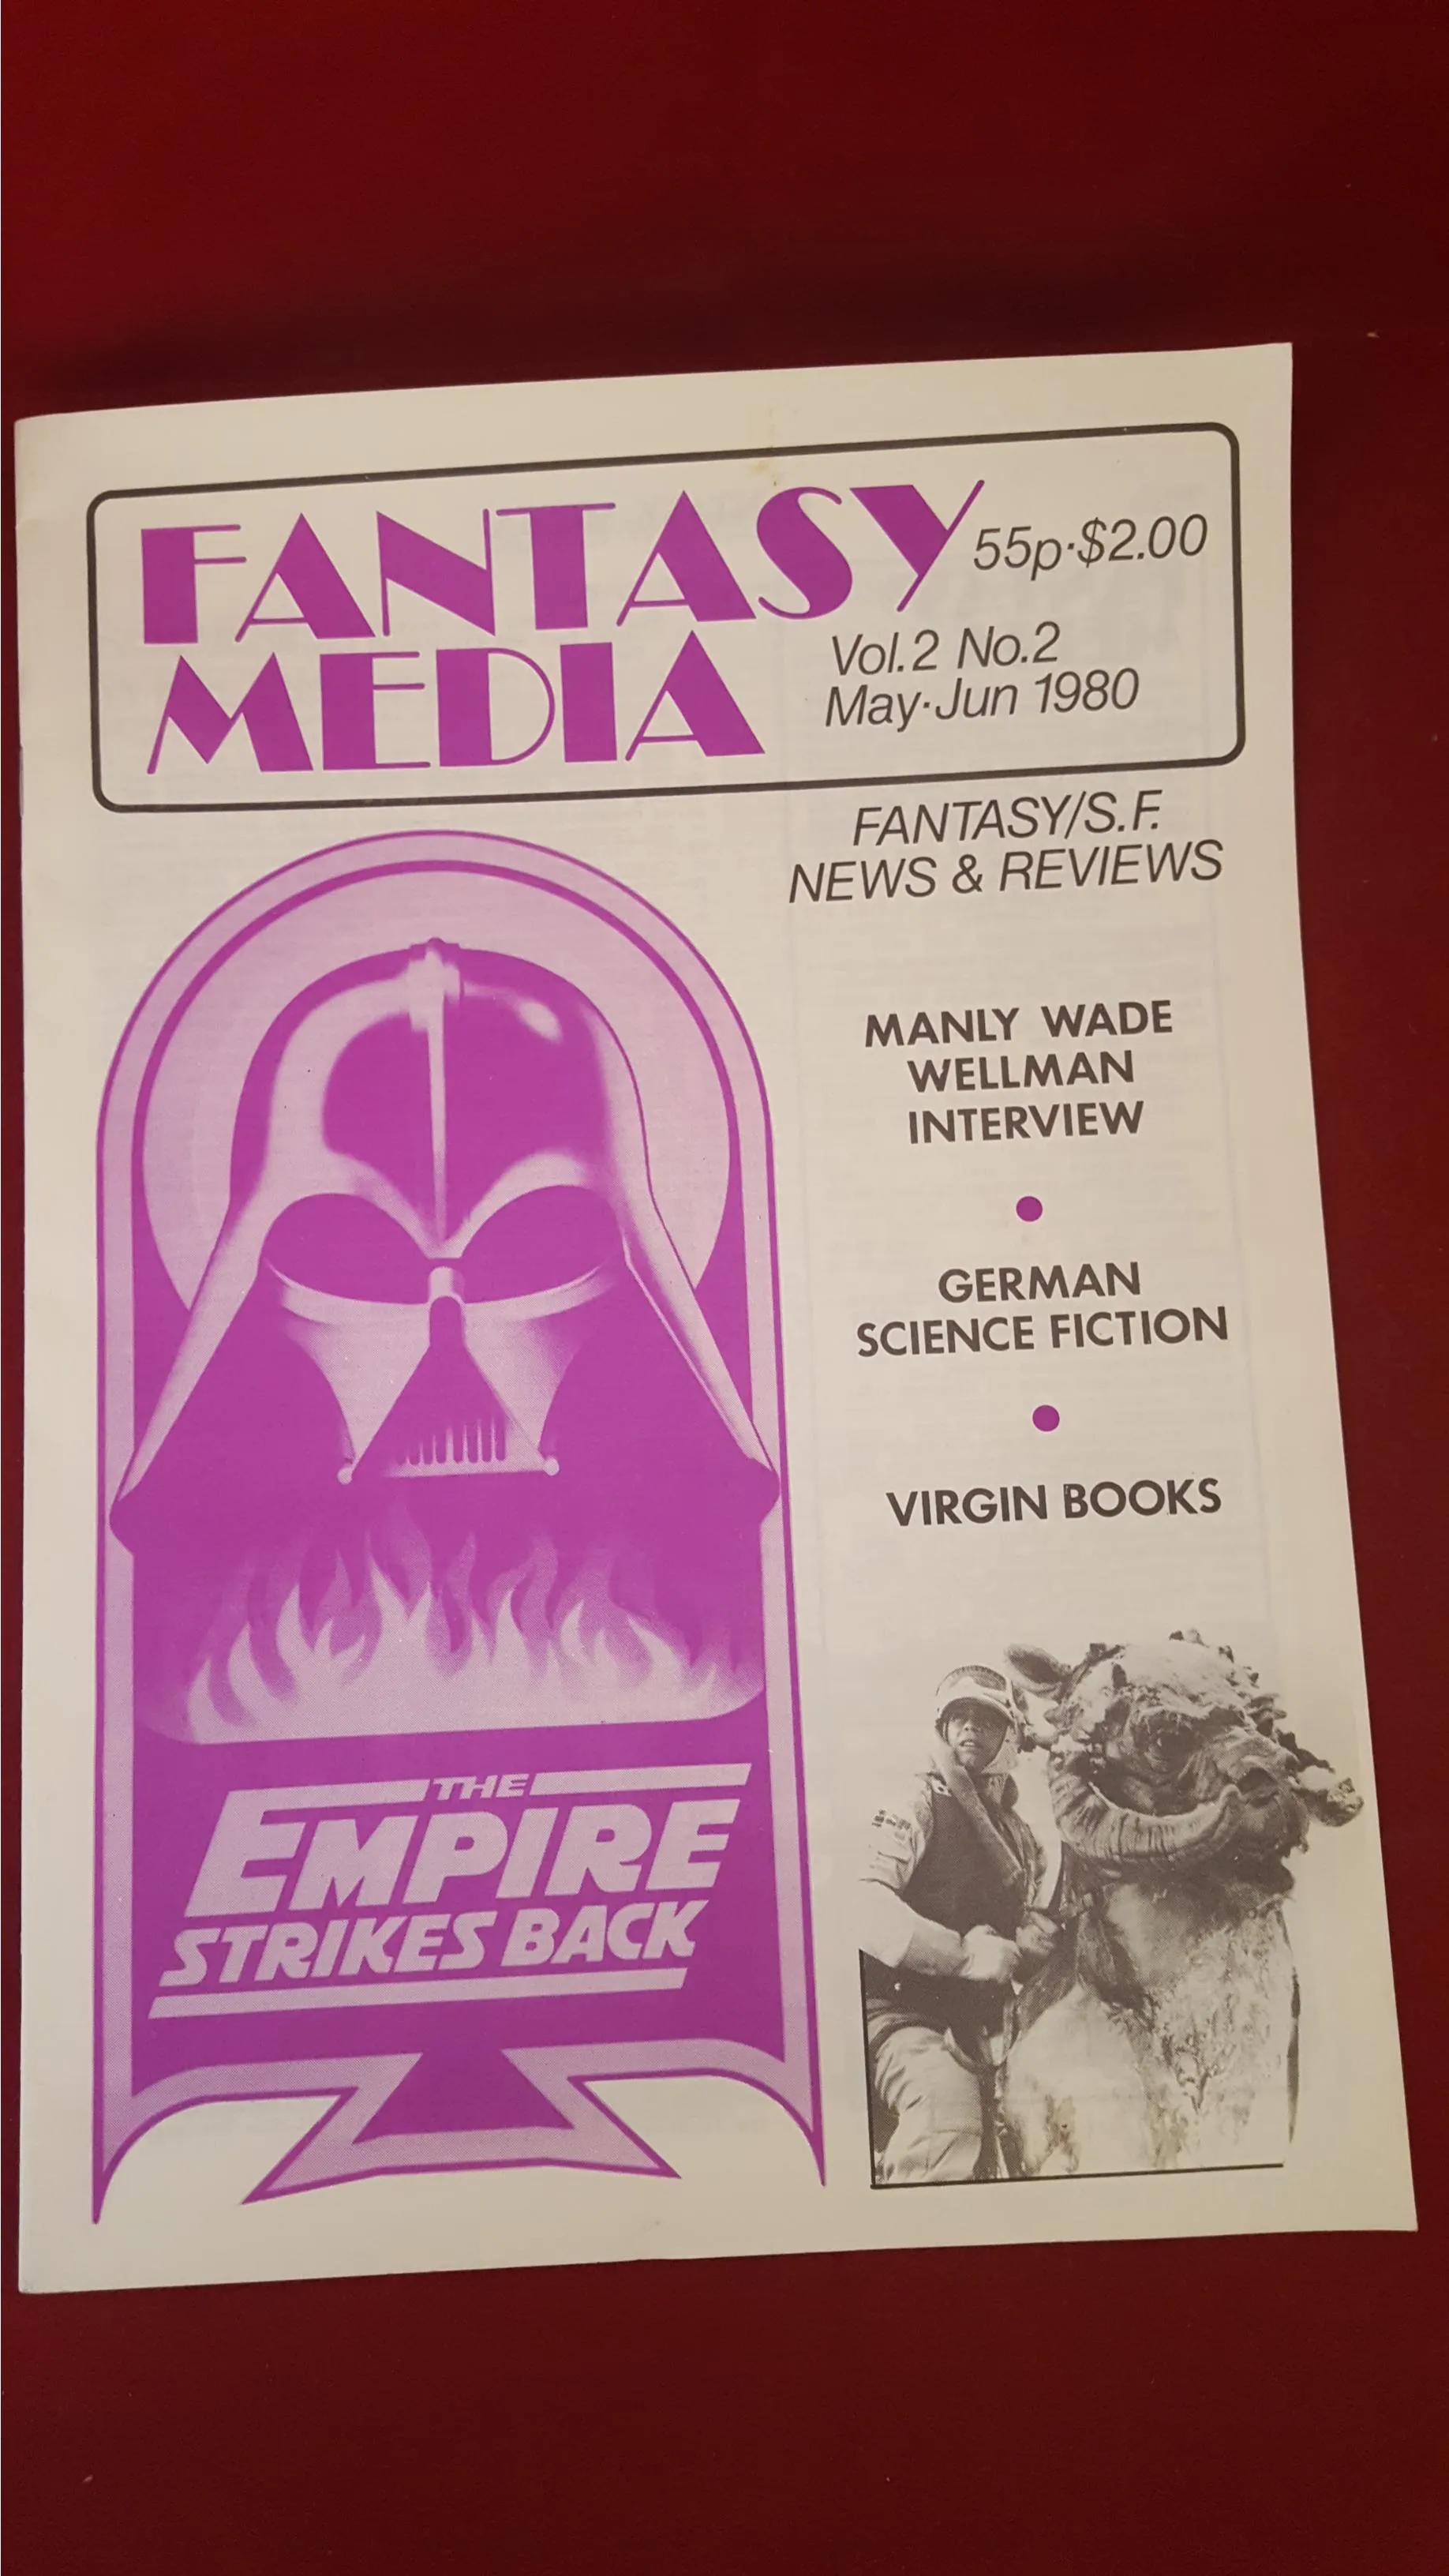 FANTASY
MEDIA
55p·$2.00
Vol.2 No.2
May·Jun 1980
FANTASY/S.F.
NEWS & REVIEWS
MANLY WADE
WELLMAN
INTERVIEW
GERMAN
SCIENCE FICTION
VIRGIN BOOKS
THE
EMPIRE
STRIKES BACK